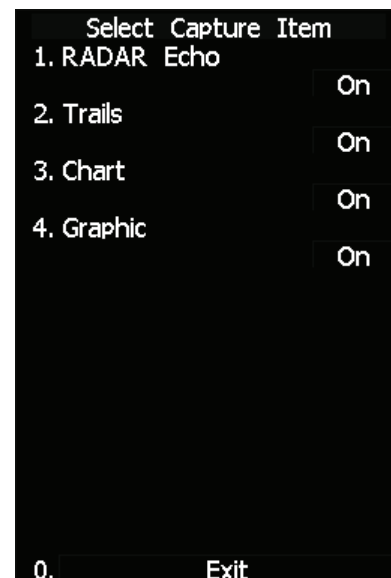 Select Capture Item
1. RADAR Echo
On
2. Trails
On
3. Chart
On
4. Graphic
On
0. Exit